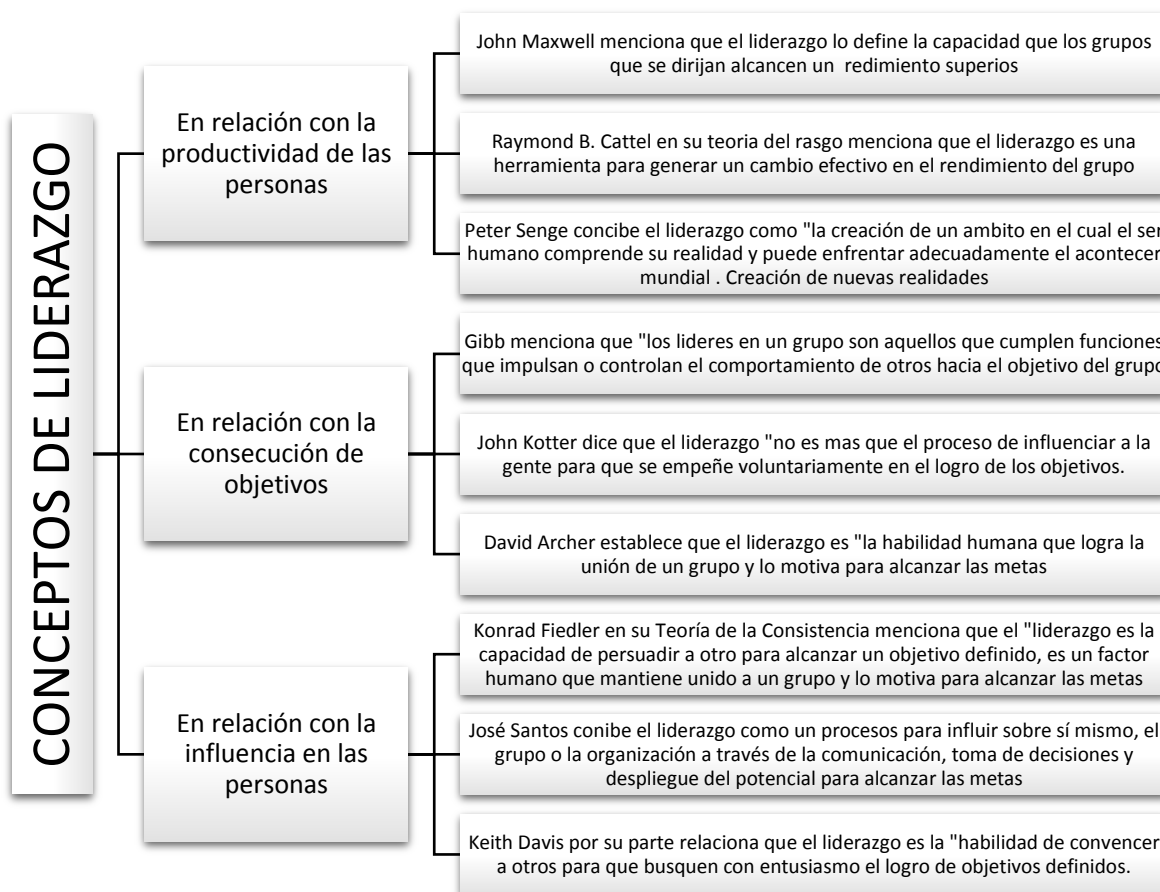 CONCEPTOS DE LIDERAZGO
En relación con la
productividad de las
personas
John Maxwell menciona que el liderazgo lo define la capacidad que los grupos
que se dirijan alcancen un  redimiento superios
Raymond B. Cattel en su teoria del rasgo menciona que el liderazgo es una
herramienta para generar un cambio efectivo en el rendimiento del grupo
Peter Senge concibe el liderazgo como "la creación de un ambito en el cual el ser
humano comprende su realidad y puede enfrentar adecuadamente el acontecer
mundial . Creación de nuevas realidades
En relación con la
consecución de
objetivos
Gibb menciona que "los lideres en un grupo son aquellos que cumplen funciones
que impulsan o controlan el comportamiento de otros hacia el objetivo del grupo
John Kotter dice que el liderazgo "no es mas que el proceso de influenciar a la
gente para que se empeñe voluntariamente en el logro de los objetivos.
David Archer establece que el liderazgo es "la habilidad humana que logra la
unión de un grupo y lo motiva para alcanzar las metas
En relación con la
influencia en las
personas
Konrad Fiedler en su Teoría de la Consistencia menciona que el "liderazgo es la
capacidad de persuadir a otro para alcanzar un objetivo definido, es un factor
humano que mantiene unido a un grupo y lo motiva para alcanzar las metas
José Santos conibe el liderazgo como un procesos para influir sobre sí mismo, el
grupo o la organización a través de la comunicación, toma de decisiones y
despliegue del potencial para alcanzar las metas
Keith Davis por su parte relaciona que el liderazgo es la "habilidad de convencer
a otros para que busquen con entusiasmo el logro de objetivos definidos.